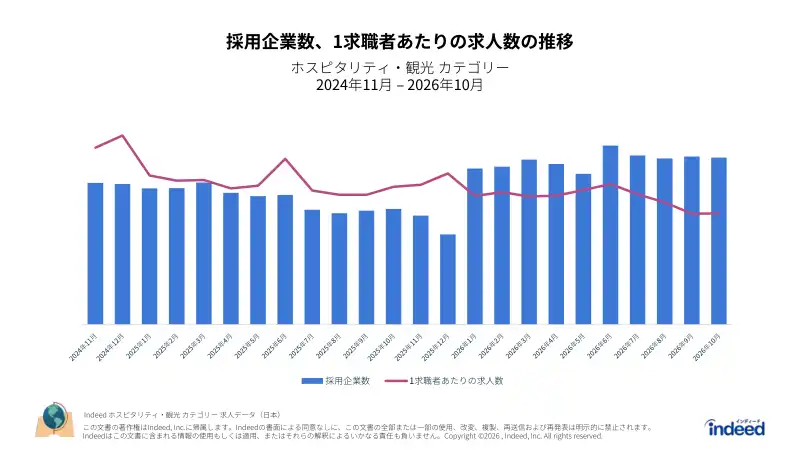 採用企業数、1求職者あたりの求人数の推移
ホスピタリティ・観光 カテゴリー
2024年11月 – 2026年10月
2024年11月
2024年12月
2025年1月
2025年2月
2025年3月
2025年4月
2025年5月
2025年6月
2025年7月
2025年8月
2025年9月
2025年10月
2025年11月
2025年12月
2026年1月
2026年2月
2026年3月
2026年4月
2026年5月
2026年6月
2026年7月
2026年8月
2026年9月
2026年10月
採用企業数
1求職者あたりの求人数
Indeed ホスピタリティ・観光 カテゴリー 求人データ（日本）
この文書の著作権はIndeed, Inc.に帰属します。Indeedの書面による同意なしに、この文書の全部または一部の使用、改変、複製、再送信および再発表は明示的に禁止されます。
Indeedはこの文書に含まれる情報の使用もしくは適用、またはそれらの解釈によるいかなる責任も負いません。Copyright ©2026 , Indeed, Inc. All rights reserved.
インディード
indeed